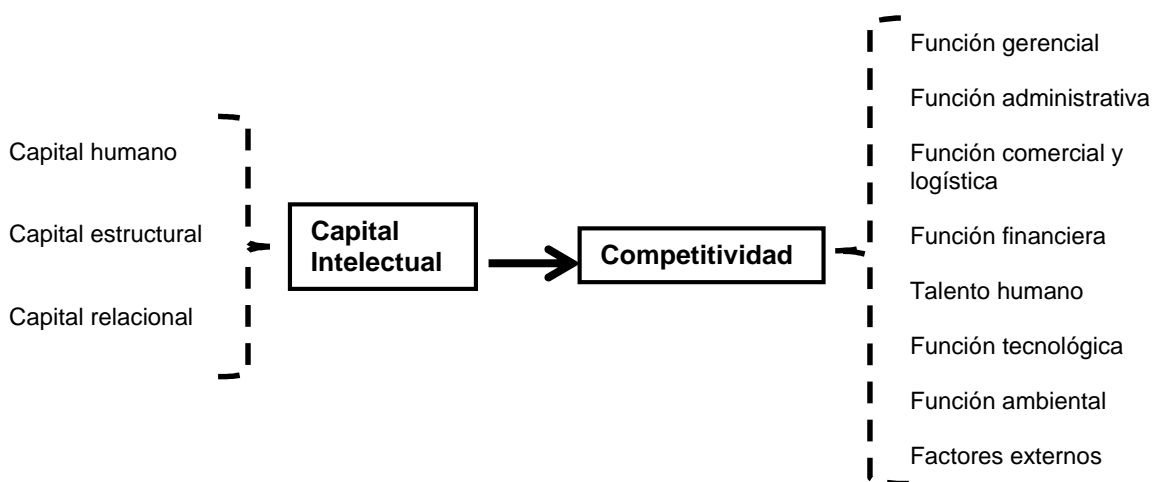 Capital humano
Capital estructural
Capital relacional
Capital
Intelectual
Competitividad
Función gerencial
Función administrativa
Función comercial y
logística
Función financiera
Talento humano
Función tecnológica
Función ambiental
Factores externos